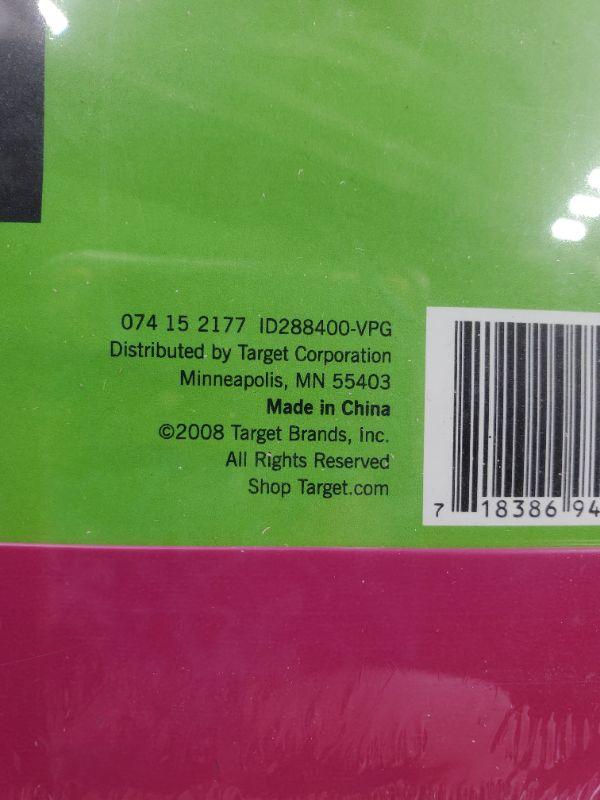 074 15 2177 ID288400-VPG
Distributed by Target Corporation
Minneapolis, MN 55403
Made in China
©2008 Target Brands, Inc.
All Rights Reserved
Shop Target.com
7 18386 94